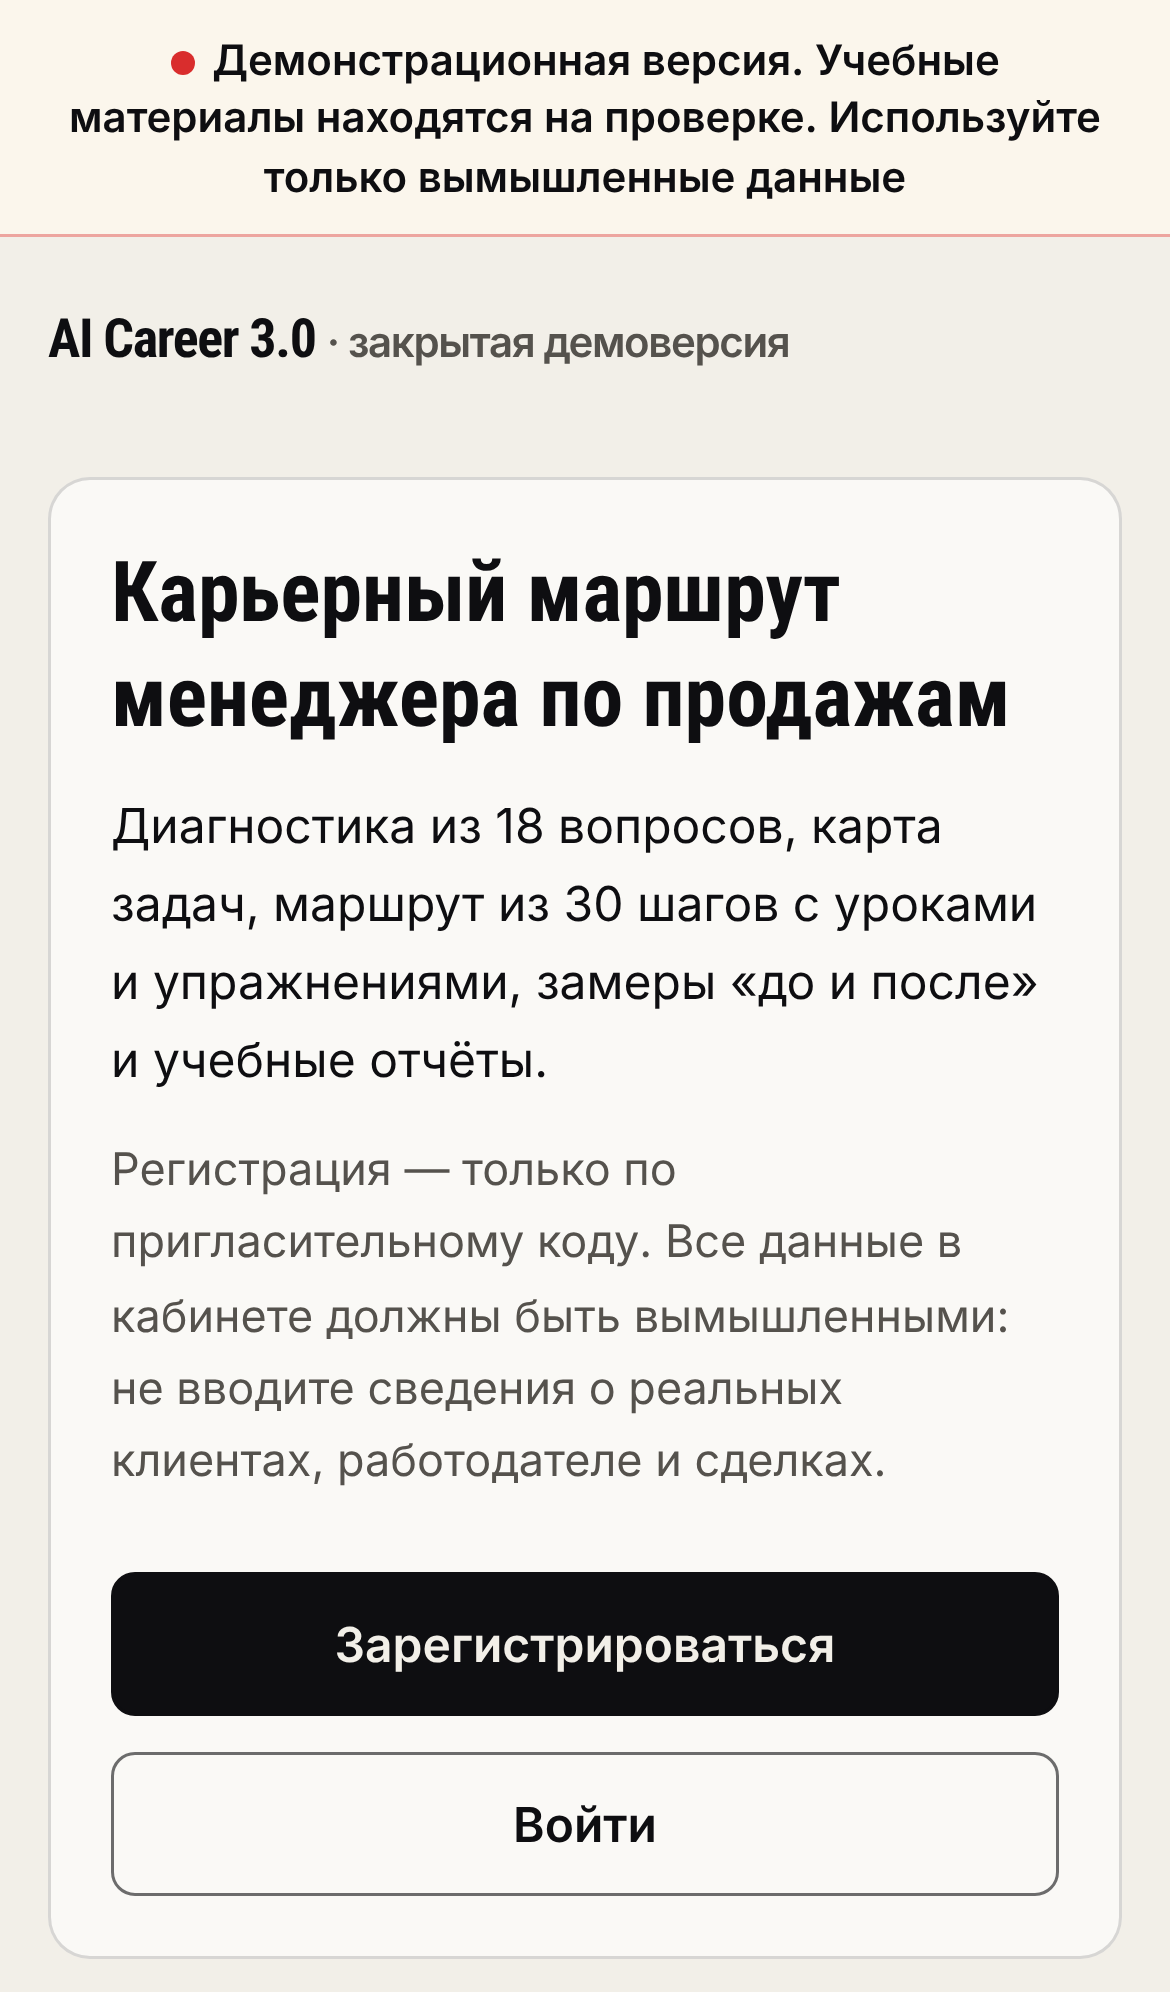 Демонстрационная версия. Учебные
материалы находятся на проверке. Используйте
только вымышленные данные
AI Career 3.0 · закрытая демоверсия
Карьерный маршрут
менеджера по продажам
Диагностика из 18 вопросов, карта
задач, маршрут из 30 шагов с уроками
и упражнениями, замеры «до и после»
и учебные отчёты.
Регистрация — только по
пригласительному коду. Все данные в
кабинете должны быть вымышленными:
не вводите сведения о реальных
клиентах, работодателе и сделках.
Зарегистрироваться
Войти